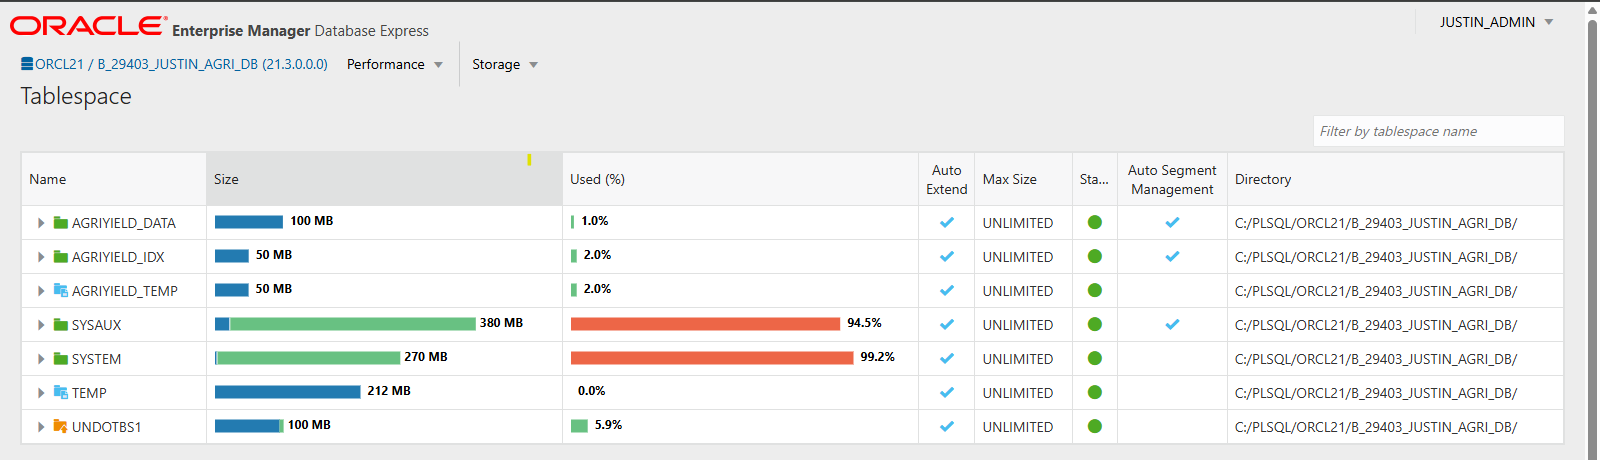 ORACLE Enterprise Manager Database Express JUSTIN_ADMIN
ORCL21 / B_29403_JUSTIN_AGRI_DB (21.3.0.0.0) Performance Storage
Tablespace
Filter by tablespace name
Name Size Used (%) Auto Extend Max Size Sta... Auto Segment Management Directory
AGRIYIELD_DATA 100 MB 1.0% UNLIMITED C:/PLSQL/ORCL21/B_29403_JUSTIN_AGRI_DB/
AGRIYIELD_IDX 50 MB 2.0% UNLIMITED C:/PLSQL/ORCL21/B_29403_JUSTIN_AGRI_DB/
AGRIYIELD_TEMP 50 MB 2.0% UNLIMITED C:/PLSQL/ORCL21/B_29403_JUSTIN_AGRI_DB/
SYSAUX 380 MB 94.5% UNLIMITED C:/PLSQL/ORCL21/B_29403_JUSTIN_AGRI_DB/
SYSTEM 270 MB 99.2% UNLIMITED C:/PLSQL/ORCL21/B_29403_JUSTIN_AGRI_DB/
TEMP 212 MB 0.0% UNLIMITED C:/PLSQL/ORCL21/B_29403_JUSTIN_AGRI_DB/
UNDOTBS1 100 MB 5.9% UNLIMITED C:/PLSQL/ORCL21/B_29403_JUSTIN_AGRI_DB/